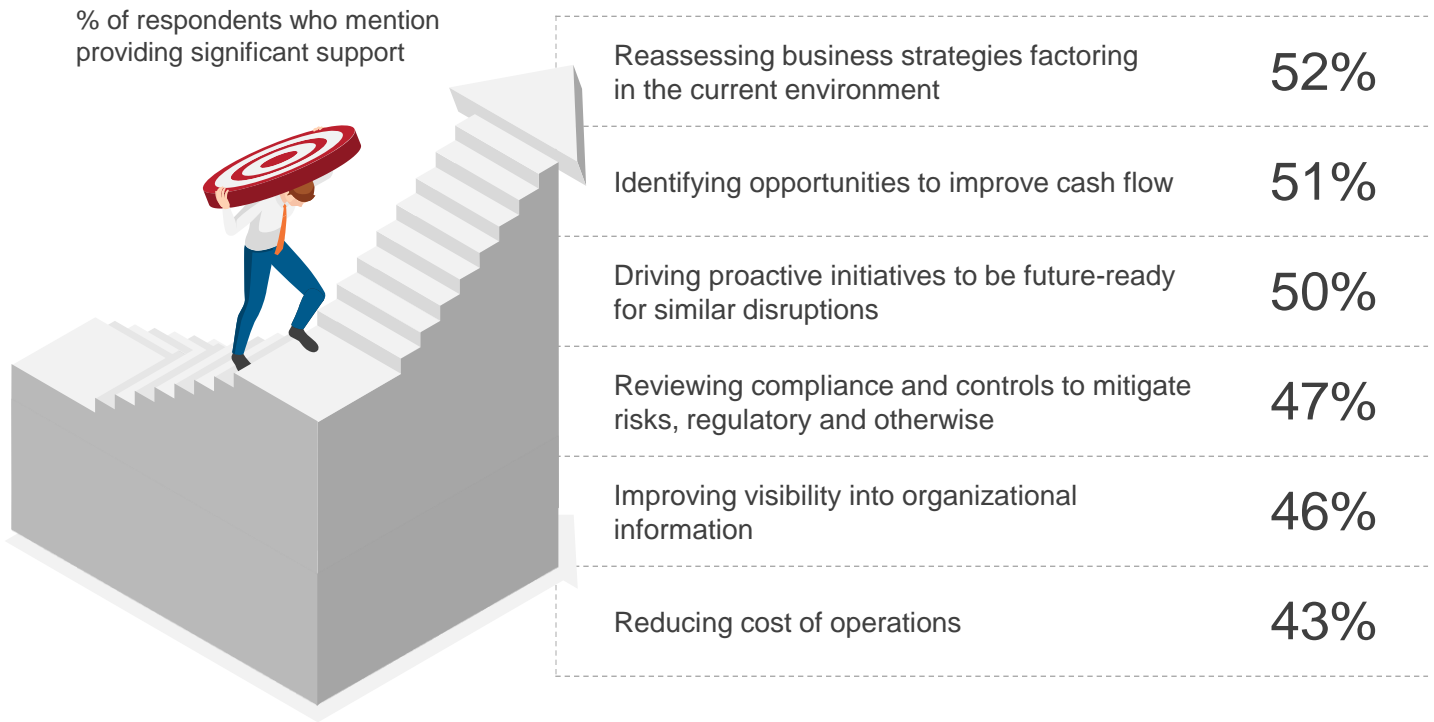 % of respondents who mention
providing significant support
Reassessing business strategies factoring
in the current environment
52%
Identifying opportunities to improve cash flow
51%
Driving proactive initiatives to be future-ready
for similar disruptions
50%
Reviewing compliance and controls to mitigate
risks, regulatory and otherwise
47%
Improving visibility into organizational
information
46%
Reducing cost of operations
43%